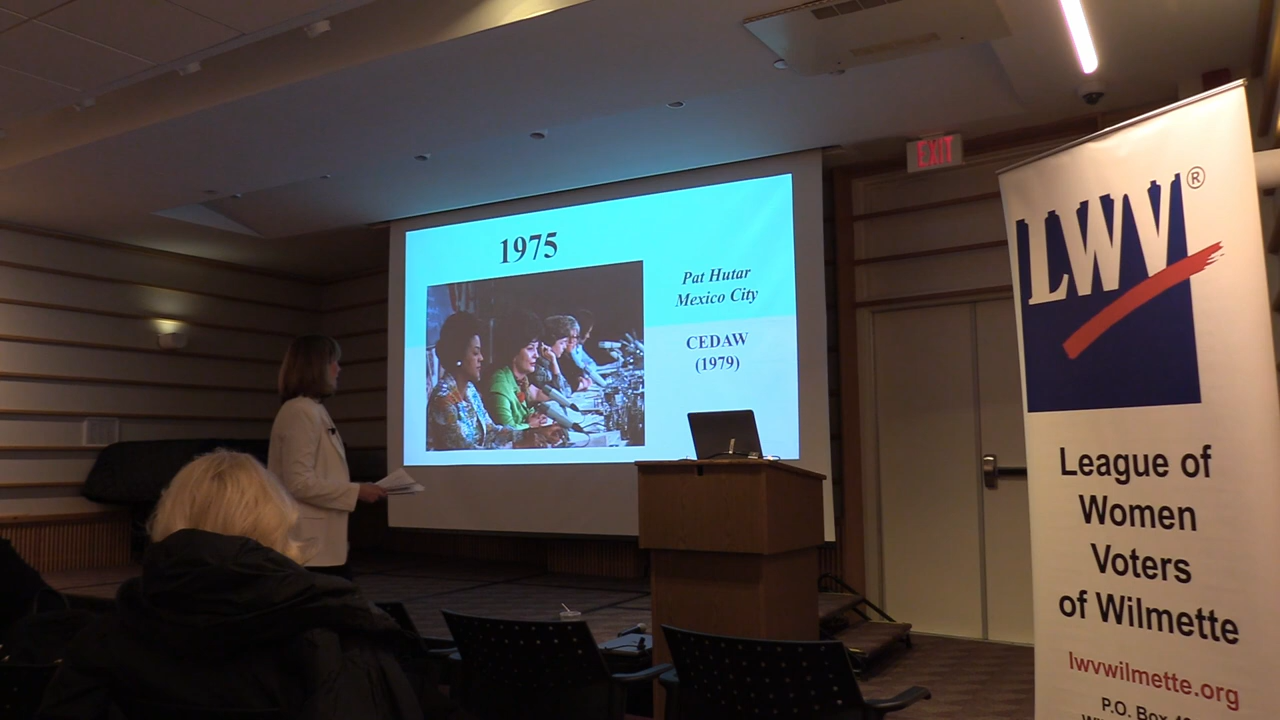 1975
Pat Hutar
Mexico City
CEDAW
(1979)
EXIT
LWV®
League of
Women
Voters
of Wilmette
lwvwilmette.org
P.O. Box